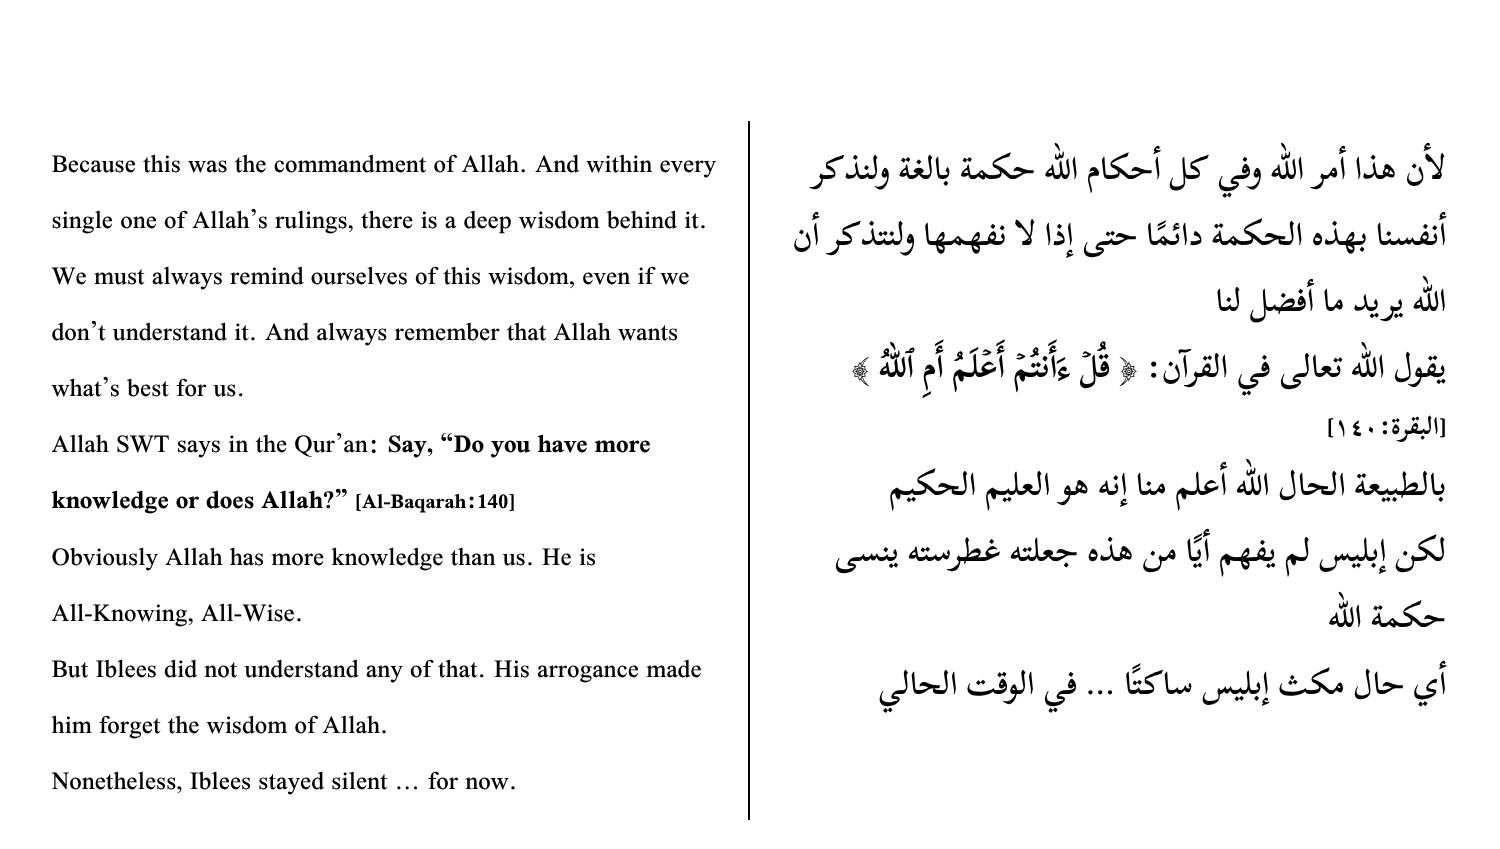 Because this was the commandment of Allah. And within every
single one of Allah’s rulings, there is a deep wisdom behind it.
We must always remind ourselves of this wisdom, even if we
don’t understand it. And always remember that Allah wants
what’s best for us.
Allah SWT says in the Qur’an: Say, “Do you have more
knowledge or does Allah?” [Al-Baqarah:140]
Obviously Allah has more knowledge than us. He is
All-Knowing, All-Wise.
But Iblees did not understand any of that. His arrogance made
him forget the wisdom of Allah.
Nonetheless, Iblees stayed silent … for now.
لأن هذا أمر الله وفي كل أحكام الله حكمة بالغة ولنذكر
أنفسنا بهذه الحكمة دائمًا حتى إذا لا نفهمها ولنتذكر أن
الله يريد ما أفضل لنا
يقول الله تعالى في القرآن: ﴿ قُلۡ ءَأَنتُمۡ أَعۡلَمُ أَمِ ٱللَّهُ ﴾
[البقرة:١٤٠]
بالطبيعة الحال الله أعلم منا إنه هو العليم الحكيم
لكن إبليس لم يفهم أيًا من هذه جعلته غطرسته ينسى
حكمة الله
أي حال مكث إبليس ساكتًا … في الوقت الحالي